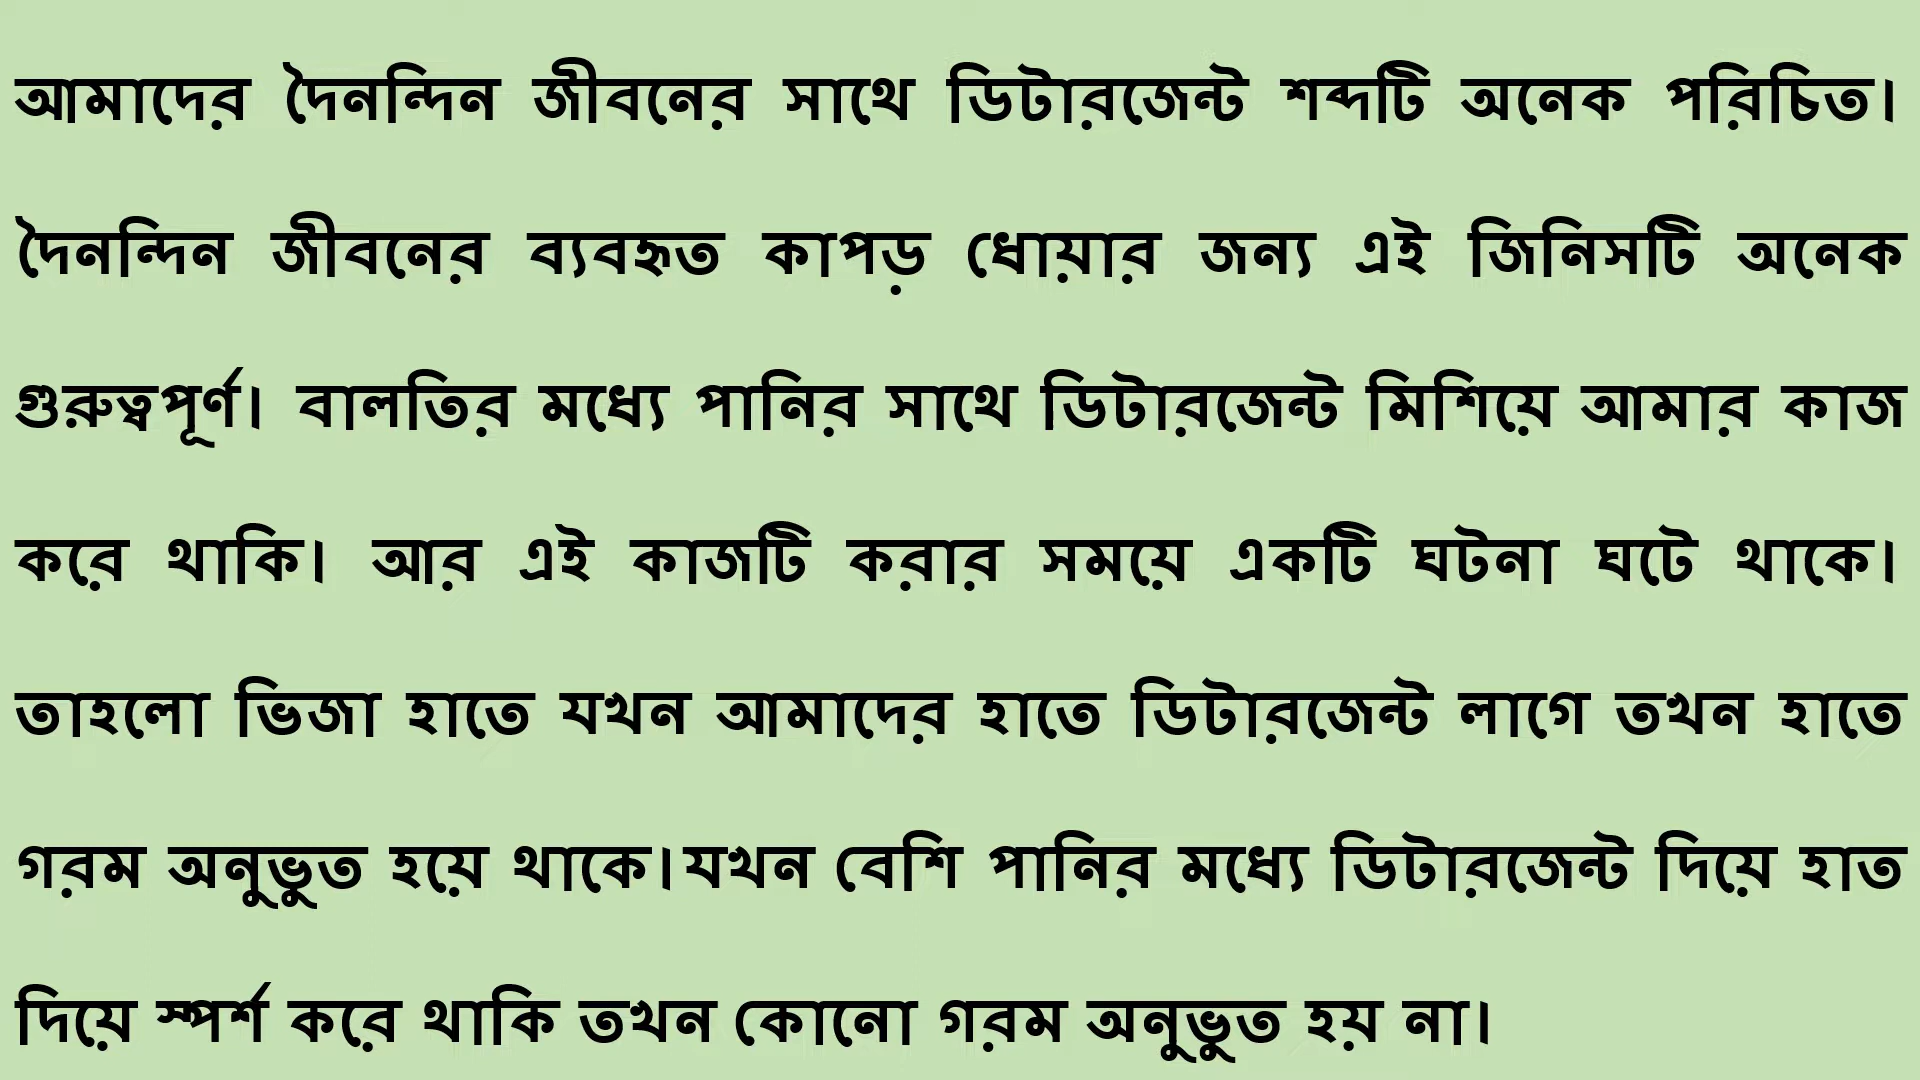 আমাদের দৈনন্দিন জীবনের সাথে ডিটারজেন্ট শব্দটি অনেক পরিচিত।
দৈনন্দিন জীবনের ব্যবহৃত কাপড় ধোয়ার জন্য এই জিনিসটি অনেক
গুরুত্বপূর্ণ। বালতির মধ্যে পানির সাথে ডিটারজেন্ট মিশিয়ে আমার কাজ
করে থাকি। আর এই কাজটি করার সময়ে একটি ঘটনা ঘটে থাকে।
তাহলো ভিজা হাতে যখন আমাদের হাতে ডিটারজেন্ট লাগে তখন হাতে
গরম অনুভুত হয়ে থাকে।যখন বেশি পানির মধ্যে ডিটারজেন্ট দিয়ে হাত
দিয়ে স্পর্শ করে থাকি তখন কোনো গরম অনুভুত হয় না।